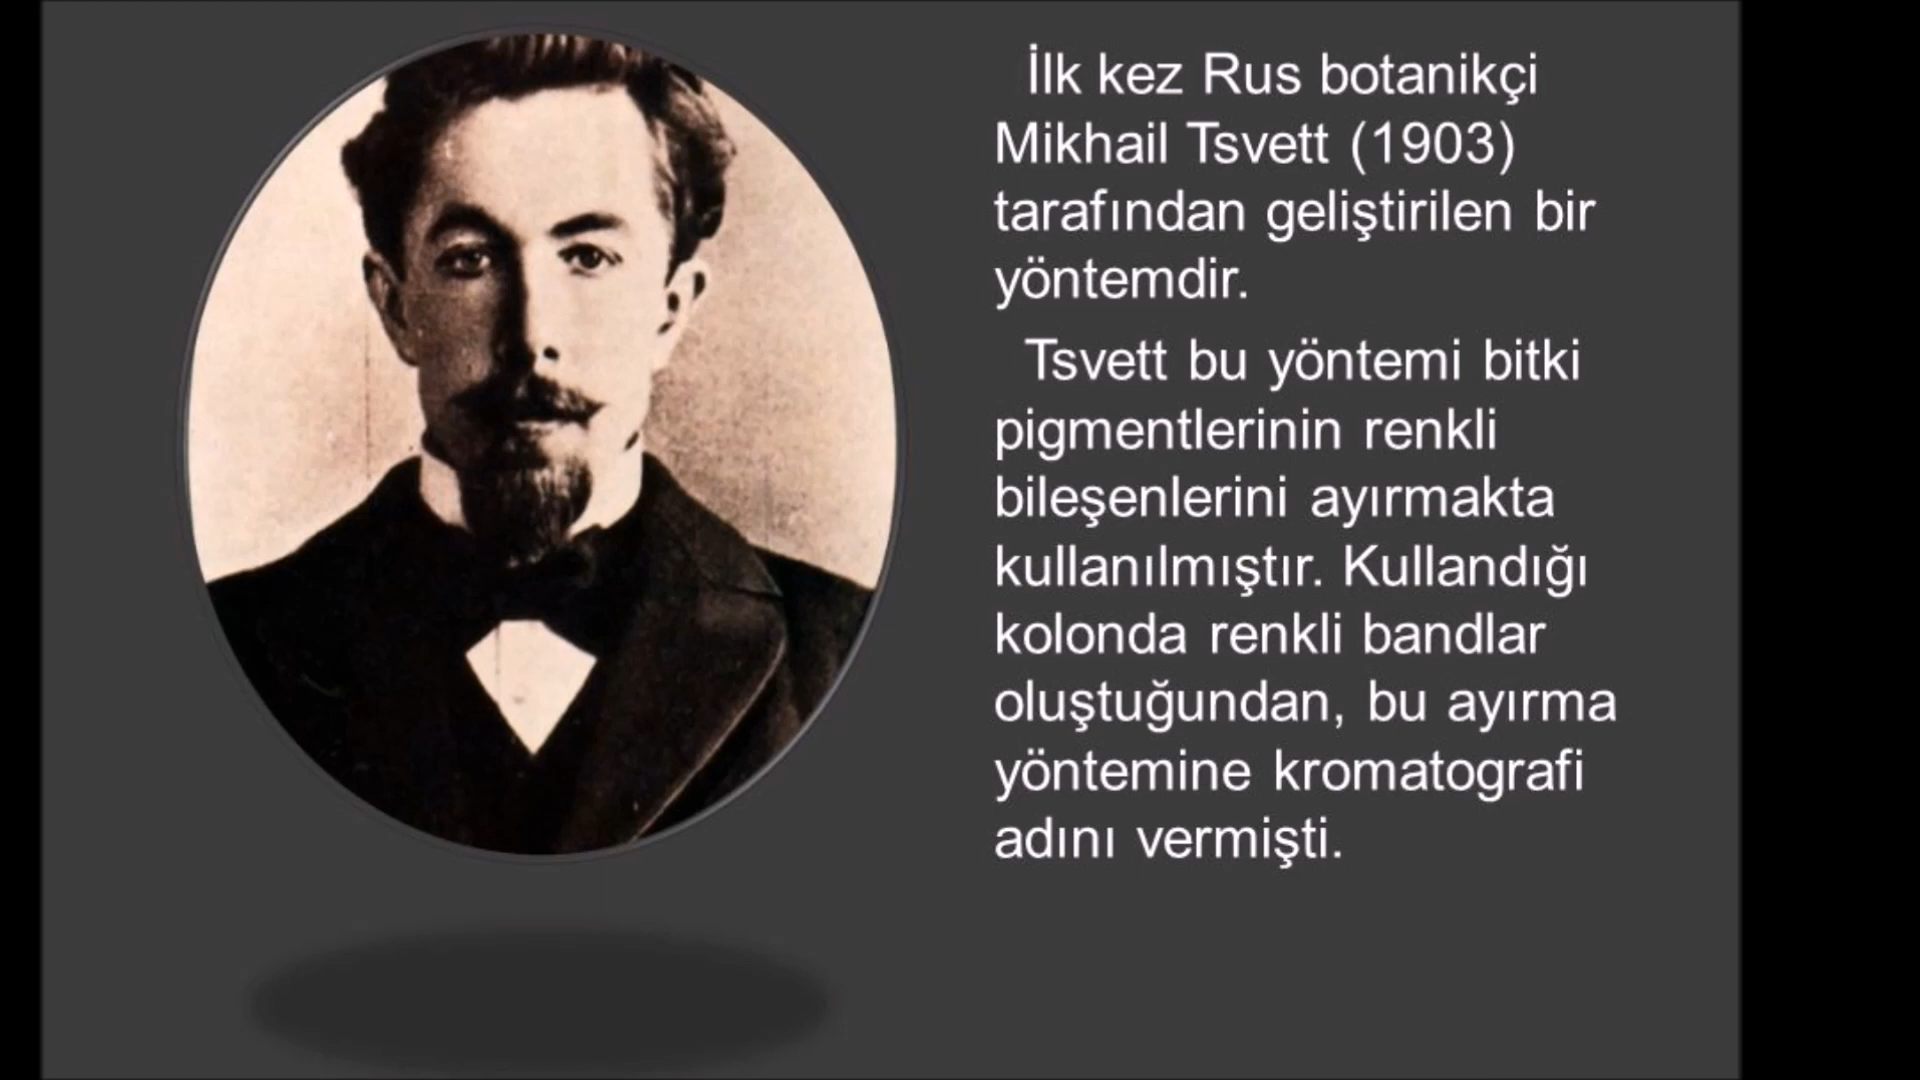 İlk kez Rus botanikçi
Mikhail Tsvett (1903)
tarafından geliştirilen bir
yöntemdir.
Tsvett bu yöntemi bitki
pigmentlerinin renkli
bileşenlerini ayırmakta
kullanılmıştır. Kullandığı
kolonda renkli bandlar
oluştuğundan, bu ayırma
yöntemine kromatografi
adını vermişti.